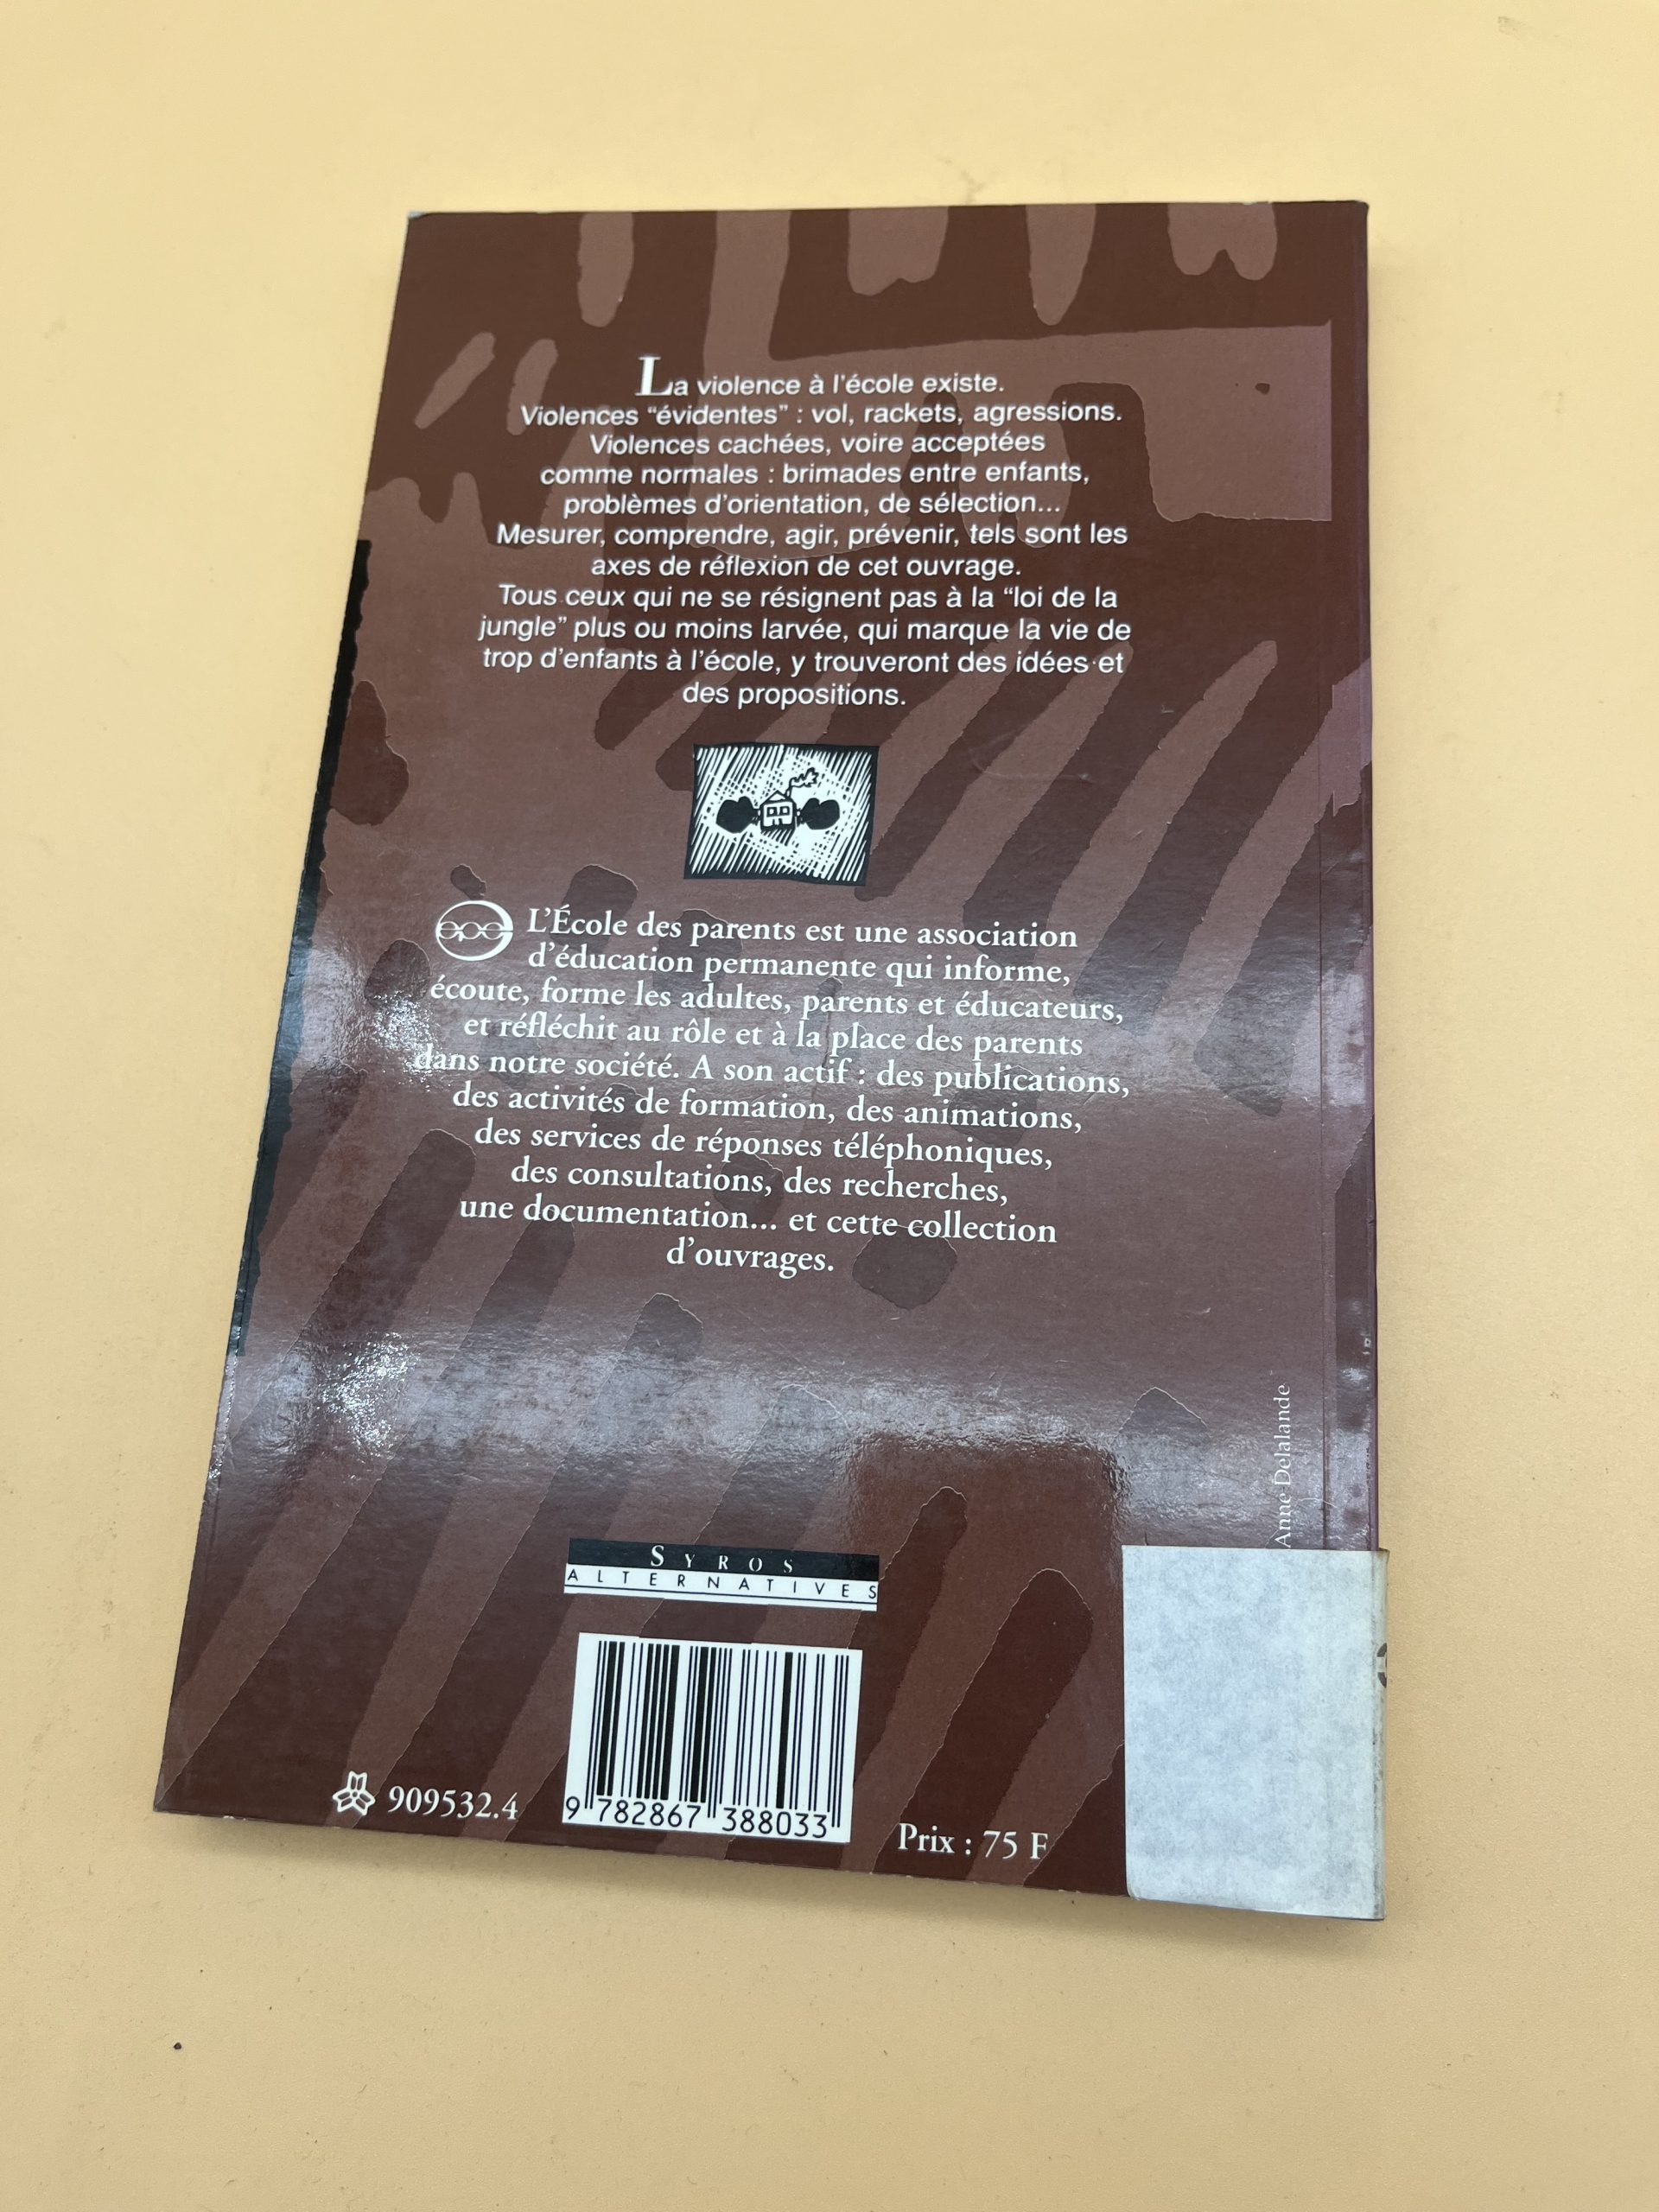 La violence à l'école existe.
Violences “évidentes” : vol, rackets, agressions.
Violences cachées, voire acceptées
comme normales : brimades entre enfants,
problèmes d'orientation, de sélection...
Mesurer, comprendre, agir, prévenir, tels sont les
axes de réflexion de cet ouvrage.
Tous ceux qui ne se résignent pas à la “loi de la
jungle” plus ou moins larvée, qui marque la vie de
trop d'enfants à l'école, y trouveront des idées et
des propositions.
epe L'École des parents est une association
d'éducation permanente qui informe,
écoute, forme les adultes, parents et éducateurs,
et réfléchit au rôle et à la place des parents
dans notre société. A son actif : des publications,
des activités de formation, des animations,
des services de réponses téléphoniques,
des consultations, des recherches,
une documentation... et cette collection
d'ouvrages.
Anne Delalande
SYROS
ALTERNATIVES
909532.4
9 782867 388033
Prix : 75 F